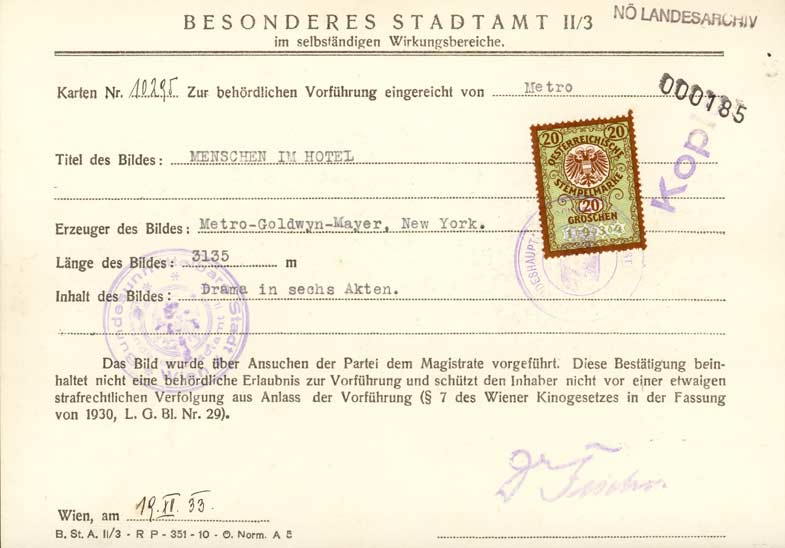 BESONDERES STADTAMT II/3
NÖ LANDESARCHIV
im selbständigen Wirkungsbereiche.
Karten Nr. 10.295. Zur behördlichen Vorführung eingereicht von Metro
000185
Kopi
Titel des Bildes: MENSCHEN IM HOTEL
20 20
ÖSTERREICHISCHE
STEMPELMARKE
20
GROSCHEN
Erzeuger des Bildes: Metro-Goldwyn-Mayer, New York.
Länge des Bildes: 3135 m
Inhalt des Bildes: Drama in sechs Akten.
Das Bild wurde über Ansuchen der Partei dem Magistrate vorgeführt. Diese Bestätigung bein-
haltet nicht eine behördliche Erlaubnis zur Vorführung und schützt den Inhaber nicht vor einer etwaigen
strafrechtlichen Verfolgung aus Anlass der Vorführung (§ 7 des Wiener Kinogesetzes in der Fassung
von 1930, L. G. Bl. Nr. 29).
Dr
Wien, am 19. XI. 33.
B. St. A. II/3 - R P - 351 - 10 - Ö. Norm. A 5